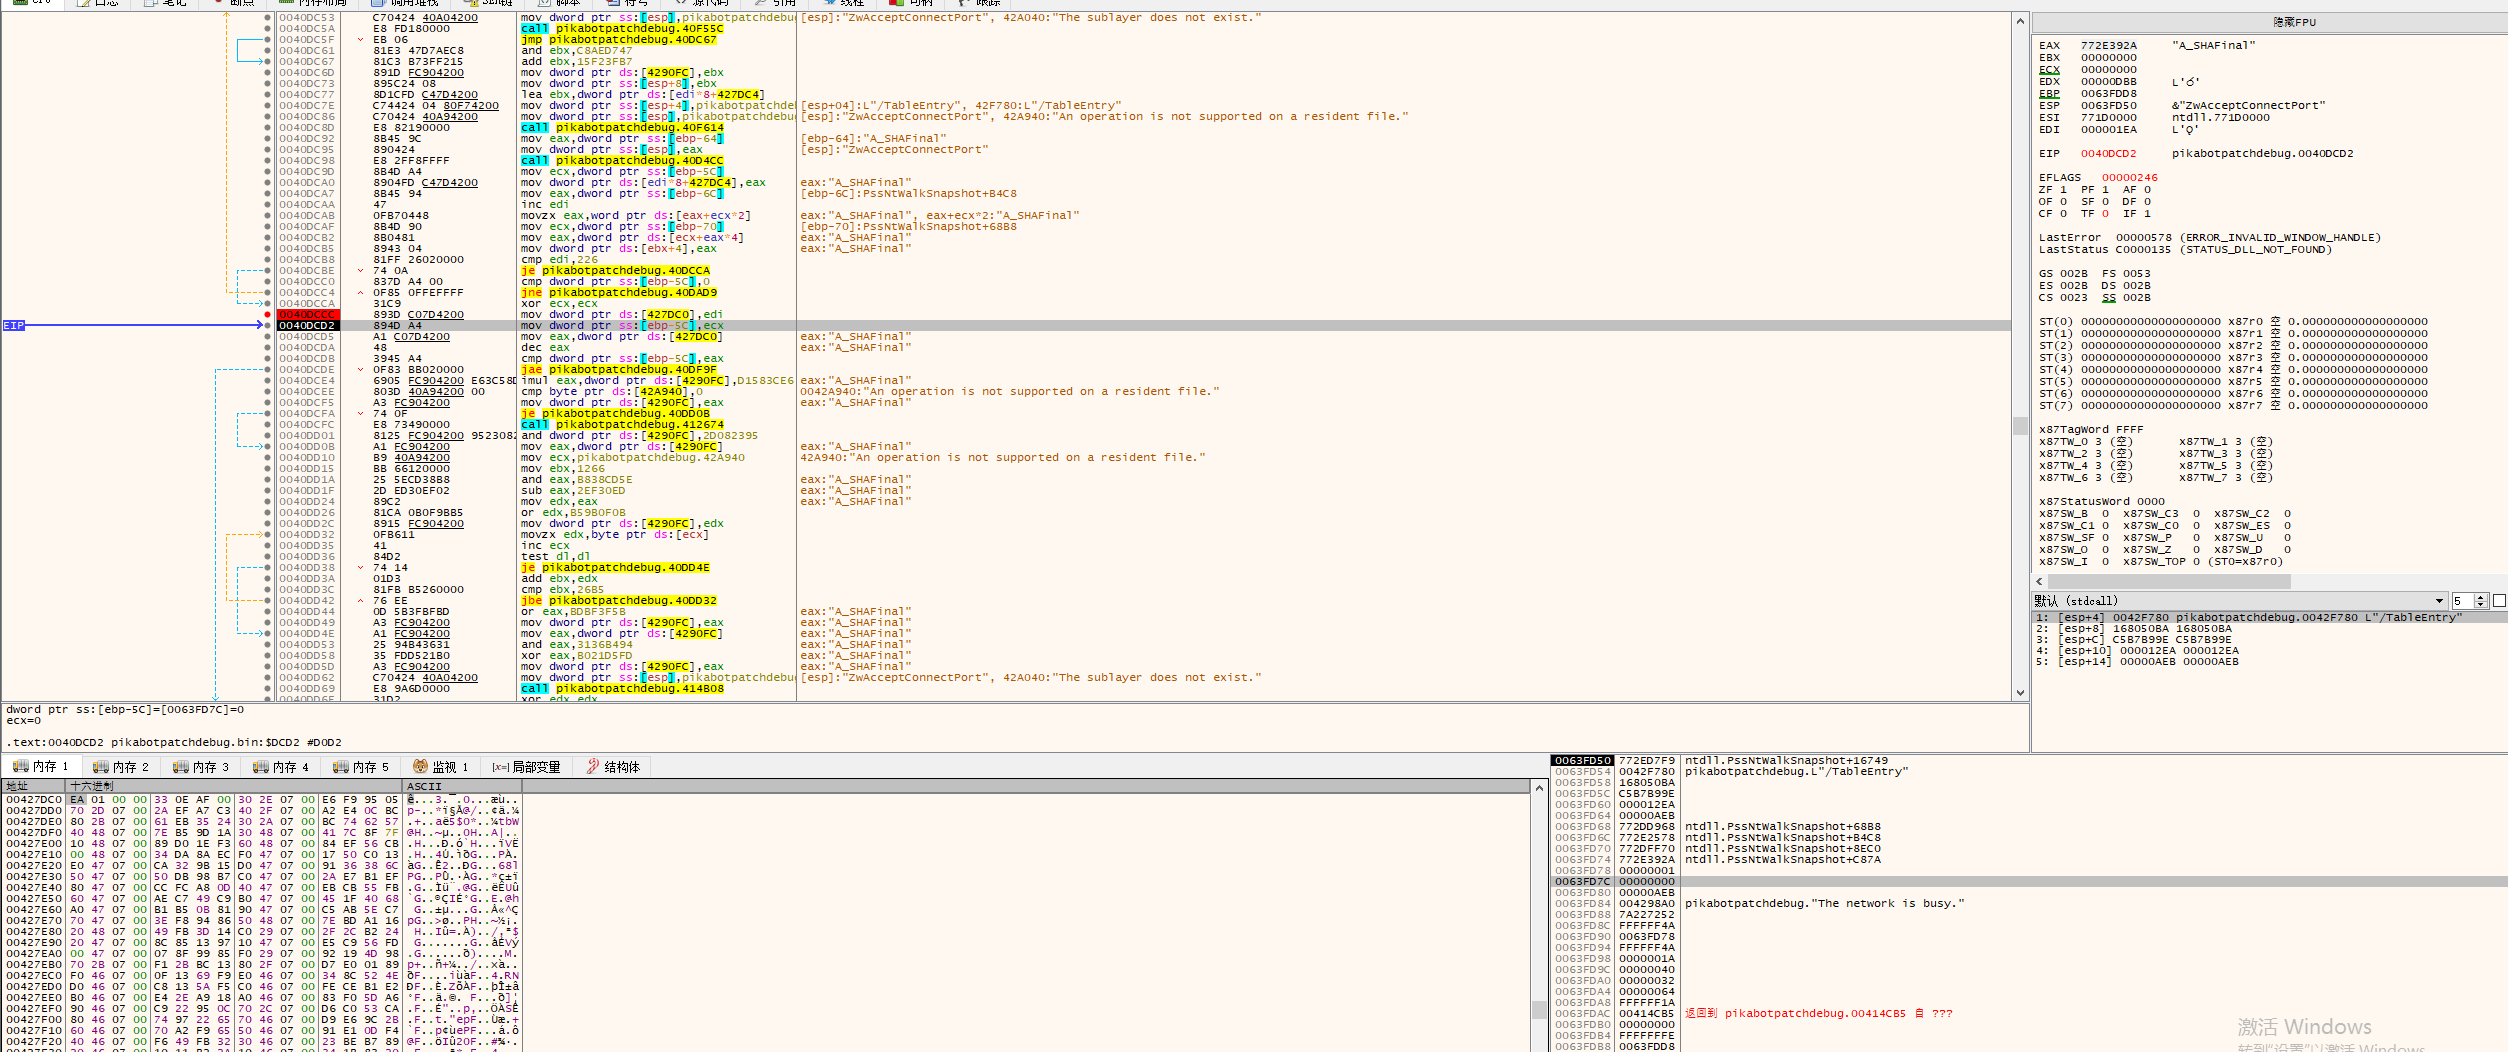 CPU 日志 笔记 断点 内存布局 调用堆栈 SEH链 脚本 符号 源代码 引用 线程 句柄 跟踪
0040DC53 C70424 40A04200 mov dword ptr ss:[esp],pikabotpatchdebug [esp]:"ZwAcceptConnectPort", 42A040:"The sublayer does not exist."
0040DC5A E8 FD180000 call pikabotpatchdebug.40F55C
0040DC5F EB 06 jmp pikabotpatchdebug.40DC67
0040DC61 81E3 47D7AEC8 and ebx,C8AED747
0040DC67 81C3 B73FF215 add ebx,15F23FB7
0040DC6D 891D FC904200 mov dword ptr ds:[4290FC],ebx
0040DC73 895C24 08 mov dword ptr ss:[esp+8],ebx
0040DC77 8D1CFD C47D4200 lea ebx,dword ptr ds:[edi*8+427DC4]
0040DC7E C74424 04 80F74200 mov dword ptr ss:[esp+4],pikabotpatchdel [esp+04]:L"/TableEntry", 42F780:L"/TableEntry"
0040DC86 C70424 40A94200 mov dword ptr ss:[esp],pikabotpatchdebug [esp]:"ZwAcceptConnectPort", 42A940:"An operation is not supported on a resident file."
0040DC8D E8 82190000 call pikabotpatchdebug.40F614
0040DC92 8B45 9C mov eax,dword ptr ss:[ebp-64] [ebp-64]:"A_SHAFinal"
0040DC95 890424 mov dword ptr ss:[esp],eax [esp]:"ZwAcceptConnectPort"
0040DC98 E8 2FF8FFFF call pikabotpatchdebug.40D4CC
0040DC9D 8B4D A4 mov ecx,dword ptr ss:[ebp-5C]
0040DCA0 8904FD C47D4200 mov dword ptr ds:[edi*8+427DC4],eax eax:"A_SHAFinal"
0040DCA7 8B45 94 mov eax,dword ptr ss:[ebp-6C] [ebp-6C]:PssNtWalkSnapshot+B4C8
0040DCAA 47 inc edi
0040DCAB 0FB70448 movzx eax,word ptr ds:[eax+ecx*2] eax:"A_SHAFinal", eax+ecx*2:"A_SHAFinal"
0040DCAF 8B4D 90 mov ecx,dword ptr ss:[ebp-70] [ebp-70]:PssNtWalkSnapshot+68B8
0040DCB2 8B0481 mov eax,dword ptr ds:[ecx+eax*4] eax:"A_SHAFinal"
0040DCB5 8943 04 mov dword ptr ds:[ebx+4],eax eax:"A_SHAFinal"
0040DCB8 81FF 26020000 cmp edi,226
0040DCBE 74 0A je pikabotpatchdebug.40DCCA
0040DCC0 837D A4 00 cmp dword ptr ss:[ebp-5C],0
0040DCC4 0F85 0FFEFFFF jne pikabotpatchdebug.40DAD9
0040DCCA 31C9 xor ecx,ecx
0040DCCC 893D C07D4200 mov dword ptr ds:[427DC0],edi
EIP 0040DCD2 894D A4 mov dword ptr ss:[ebp-5C],ecx
0040DCD5 A1 C07D4200 mov eax,dword ptr ds:[427DC0] eax:"A_SHAFinal"
0040DCDA 48 dec eax eax:"A_SHAFinal"
0040DCDB 3945 A4 cmp dword ptr ss:[ebp-5C],eax
0040DCDE 0F83 BB020000 jae pikabotpatchdebug.40DF9F
0040DCE4 6905 FC904200 E63C58D imul eax,dword ptr ds:[4290FC],D1583CE6 eax:"A_SHAFinal"
0040DCEE 803D 40A94200 00 cmp byte ptr ds:[42A940],0 0042A940:"An operation is not supported on a resident file."
0040DCF5 A3 FC904200 mov dword ptr ds:[4290FC],eax eax:"A_SHAFinal"
0040DCFA 74 0F je pikabotpatchdebug.40DD0B
0040DCFC E8 73490000 call pikabotpatchdebug.412674
0040DD01 8125 FC904200 952308 and dword ptr ds:[4290FC],2D082395
0040DD0B A1 FC904200 mov eax,dword ptr ds:[4290FC] eax:"A_SHAFinal"
0040DD10 B9 40A94200 mov ecx,pikabotpatchdebug.42A940 42A940:"An operation is not supported on a resident file."
0040DD15 BB 66120000 mov ebx,1266
0040DD1A 25 5ECD38B8 and eax,B838CD5E eax:"A_SHAFinal"
0040DD1F 2D ED30EF02 sub eax,2EF30ED eax:"A_SHAFinal"
0040DD24 89C2 mov edx,eax eax:"A_SHAFinal"
0040DD26 81CA 0B0F9BB5 or edx,B59B0F0B
0040DD2C 8915 FC904200 mov dword ptr ds:[4290FC],edx
0040DD32 0FB611 movzx edx,byte ptr ds:[ecx]
0040DD35 41 inc ecx
0040DD36 84D2 test dl,dl
0040DD38 74 14 je pikabotpatchdebug.40DD4E
0040DD3A 01D3 add ebx,edx
0040DD3C 81FB B5260000 cmp ebx,26B5
0040DD42 76 EE jbe pikabotpatchdebug.40DD32
0040DD44 0D 5B3FBFBD or eax,BDBF3F5B eax:"A_SHAFinal"
0040DD49 A3 FC904200 mov dword ptr ds:[4290FC],eax eax:"A_SHAFinal"
0040DD4E A1 FC904200 mov eax,dword ptr ds:[4290FC] eax:"A_SHAFinal"
0040DD53 25 94B43631 and eax,3136B494 eax:"A_SHAFinal"
0040DD58 35 FDD521B0 xor eax,B021D5FD eax:"A_SHAFinal"
0040DD5D A3 FC904200 mov dword ptr ds:[4290FC],eax eax:"A_SHAFinal"
0040DD62 C70424 40A04200 mov dword ptr ss:[esp],pikabotpatchdebug [esp]:"ZwAcceptConnectPort", 42A040:"The sublayer does not exist."
0040DD69 E8 9A6D0000 call pikabotpatchdebug.414B08
0040DD6E 31D2 xor edx,edx
dword ptr ss:[ebp-5C]=[0063FD7C]=0
ecx=0
.text:0040DCD2 pikabotpatchdebug.bin:$DCD2 #D0D2
隐藏FPU
EAX 772E392A "A_SHAFinal"
EBX 00000000
ECX 00000000
EDX 00000DBB
EBP 0063FDD8
ESP 0063FD50 &"ZwAcceptConnectPort"
ESI 771D0000 ntdll.771D0000
EDI 000001EA
EIP 0040DCD2 pikabotpatchdebug.0040DCD2
EFLAGS 00000246
ZF 1 PF 1 AF 0
OF 0 SF 0 DF 0
CF 0 TF 0 IF 1
LastError 00000578 (ERROR_INVALID_WINDOW_HANDLE)
LastStatus C0000135 (STATUS_DLL_NOT_FOUND)
GS 002B FS 0053
ES 002B DS 002B
CS 0023 SS 002B
ST(0) 00000000000000000000 x87r0 空 0.000000000000000000
ST(1) 00000000000000000000 x87r1 空 0.000000000000000000
ST(2) 00000000000000000000 x87r2 空 0.000000000000000000
ST(3) 00000000000000000000 x87r3 空 0.000000000000000000
ST(4) 00000000000000000000 x87r4 空 0.000000000000000000
ST(5) 00000000000000000000 x87r5 空 0.000000000000000000
ST(6) 00000000000000000000 x87r6 空 0.000000000000000000
ST(7) 00000000000000000000 x87r7 空 0.000000000000000000
x87TagWord FFFF
x87TW_0 3 (空) x87TW_1 3 (空)
x87TW_2 3 (空) x87TW_3 3 (空)
x87TW_4 3 (空) x87TW_5 3 (空)
x87TW_6 3 (空) x87TW_7 3 (空)
x87StatusWord 0000
x87SW_B 0 x87SW_C3 0 x87SW_C2 0
x87SW_C1 0 x87SW_C0 0 x87SW_ES 0
x87SW_SF 0 x87SW_P 0 x87SW_U 0
x87SW_O 0 x87SW_Z 0 x87SW_D 0
x87SW_I 0 x87SW_TOP 0 (ST0=x87r0)
默认 (stdcall) 5
1: [esp+4] 0042F780 pikabotpatchdebug.0042F780 L"/TableEntry"
2: [esp+8] 168050BA 168050BA
3: [esp+C] C5B7B99E C5B7B99E
4: [esp+10] 000012EA 000012EA
5: [esp+14] 00000AEB 00000AEB
内存 1 内存 2 内存 3 内存 4 内存 5 监视 1 [x=]局部变量 结构体
地址 十六进制 ASCII
00427DC0 EA 01 00 00 33 0E AF 00 30 2E 07 00 E6 F9 95 05
00427DD0 70 2D 07 00 2A EF A7 C3 40 2F 07 00 A2 E4 0C BC
00427DE0 80 2B 07 00 61 EB 35 24 30 2A 07 00 BC 74 62 57
00427DF0 40 48 07 00 7E B5 9D 1A 30 48 07 00 41 7C 8F 7F
00427E00 10 48 07 00 89 D0 1E F3 60 48 07 00 84 EF 56 CB
00427E10 00 48 07 00 34 DA 8A EC F0 47 07 00 17 50 C0 13
00427E20 E0 47 07 00 CA 32 9B 15 D0 47 07 00 91 36 38 6C
00427E30 50 47 07 00 50 DB 98 B7 C0 47 07 00 2A E7 B1 EF
00427E40 80 47 07 00 CC FC A8 0D 40 47 07 00 EB CB 55 FB
00427E50 60 47 07 00 AE C7 49 C9 B0 47 07 00 45 1F 40 68
00427E60 A0 47 07 00 B1 B5 0B 81 90 47 07 00 C5 AB 5E C7
00427E70 70 47 07 00 3E F8 94 86 50 48 07 00 7E BD A1 16
00427E80 20 48 07 00 49 FB 3D 14 C0 29 07 00 2F 2C B2 24
00427E90 20 47 07 00 8C 85 13 97 10 47 07 00 E5 C9 56 FD
00427EA0 00 47 07 00 07 8F 99 85 F0 29 07 00 92 19 4D 98
00427EB0 70 2B 07 00 F1 2B BC 13 80 2F 07 00 D7 E0 01 89
00427EC0 F0 46 07 00 0F 13 69 F9 E0 46 07 00 34 8C 52 4E
00427ED0 D0 46 07 00 C8 13 5A F5 C0 46 07 00 FE CE B1 E2
00427EE0 B0 46 07 00 E4 2E A9 18 A0 46 07 00 83 F0 5D A6
00427EF0 90 46 07 00 C9 22 95 0C 70 2C 07 00 D6 C0 53 CA
00427F00 80 46 07 00 74 97 22 65 70 46 07 00 D9 E6 9C 2B
00427F10 60 46 07 00 70 A2 F9 65 50 46 07 00 91 E1 0D F4
00427F20 40 46 07 00 F6 49 FB 32 30 46 07 00 23 BE B7 89
0063FD50 772ED7F9 ntdll.PssNtWalkSnapshot+16749
0063FD54 0042F780 pikabotpatchdebug.L"/TableEntry"
0063FD58 168050BA
0063FD5C C5B7B99E
0063FD60 000012EA
0063FD64 00000AEB
0063FD68 772DD968 ntdll.PssNtWalkSnapshot+68B8
0063FD6C 772E2578 ntdll.PssNtWalkSnapshot+B4C8
0063FD70 772DFF70 ntdll.PssNtWalkSnapshot+8EC0
0063FD74 772E392A ntdll.PssNtWalkSnapshot+C87A
0063FD78 00000001
0063FD7C 00000000
0063FD80 00000AEB
0063FD84 004298A0 pikabotpatchdebug."The network is busy."
0063FD88 7A227252
0063FD8C FFFFFF4A
0063FD90 0063FD78
0063FD94 FFFFFF4A
0063FD98 0000001A
0063FD9C 00000040
0063FDA0 00000032
0063FDA4 00000064
0063FDA8 FFFFFF1A
0063FDAC 00414CB5 返回到 pikabotpatchdebug.00414CB5 自 ???
0063FDB0 00000000
0063FDB4 FFFFFFFE
0063FDB8 0063FDD8
激活 Windows
转到"设置"以激活 Windows